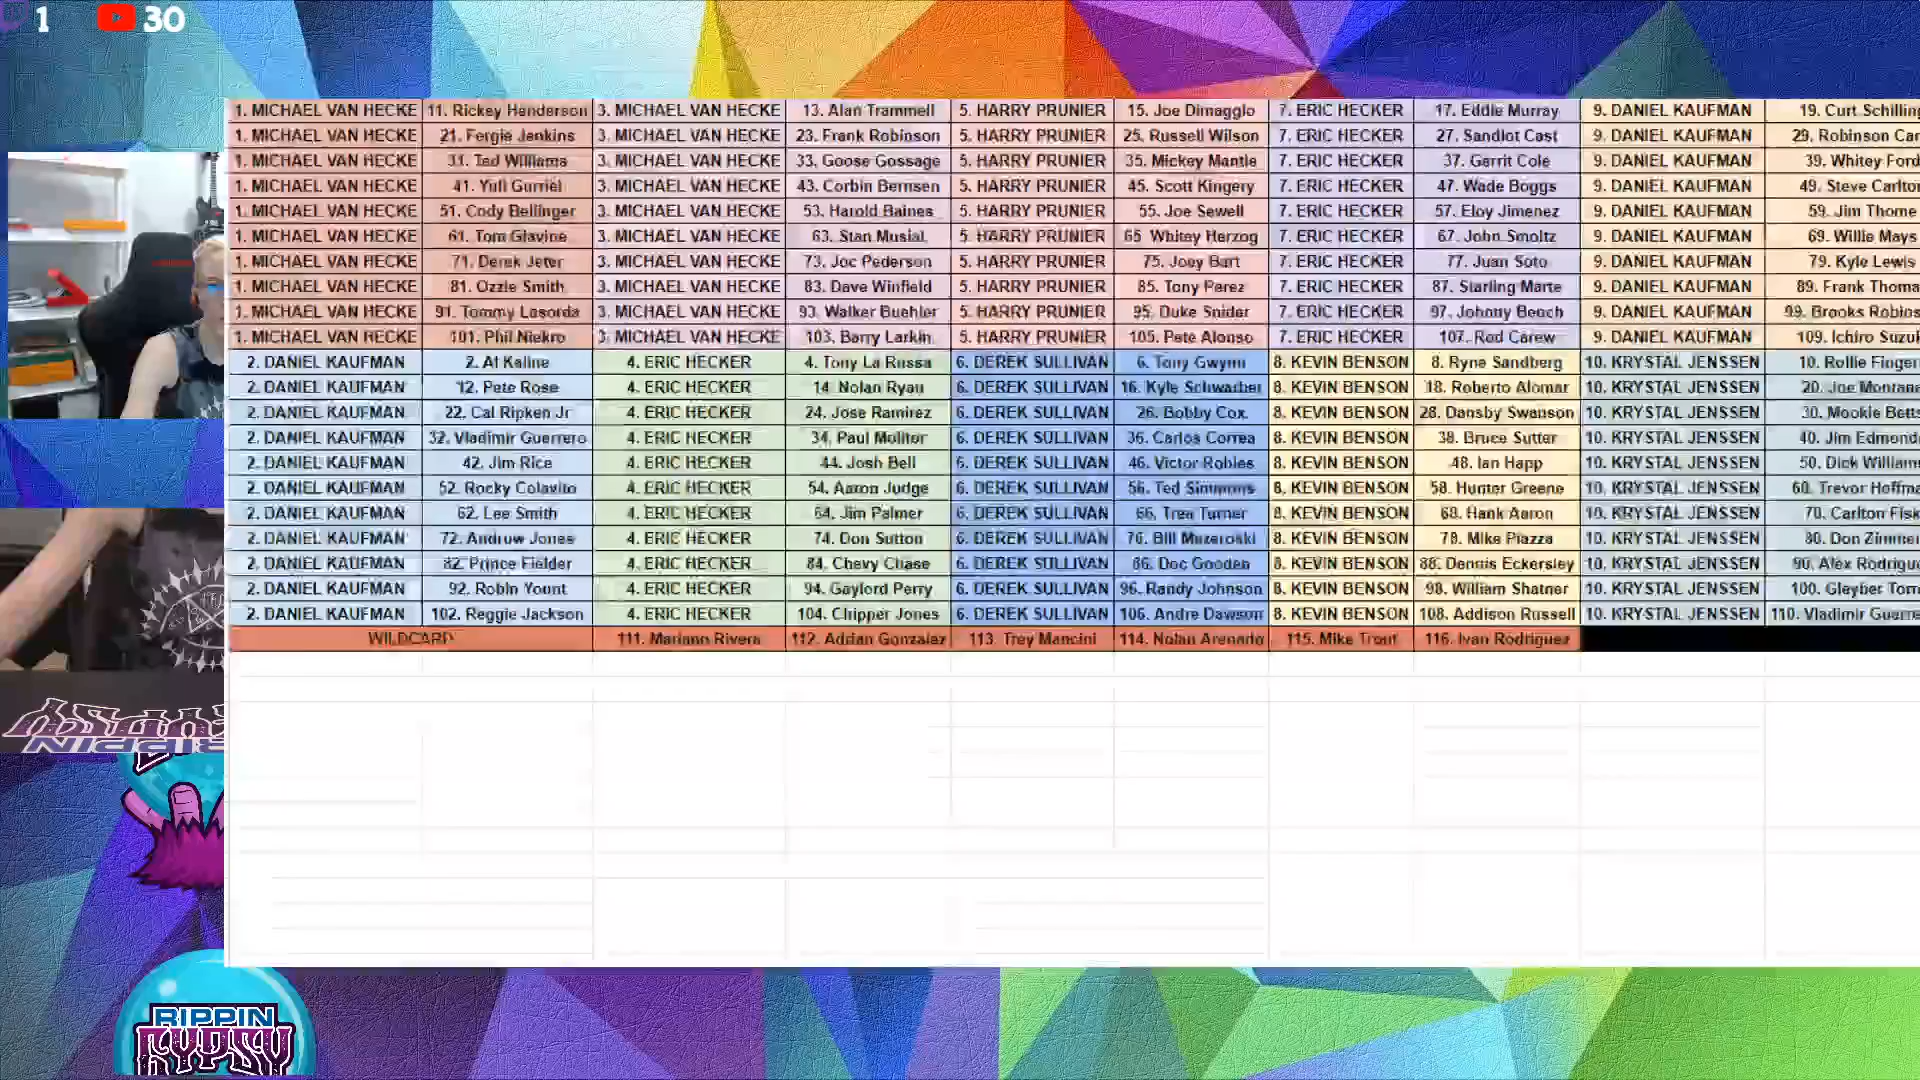 1 30
1. MICHAEL VAN HECKE 11. Rickey Henderson 3. MICHAEL VAN HECKE 13. Alan Trammell 5. HARRY PRUNIER 15. Joe Dimaggio 7. ERIC HECKER 17. Eddie Murray 9. DANIEL KAUFMAN 19. Curt Schilling
1. MICHAEL VAN HECKE 21. Fergie Jenkins 3. MICHAEL VAN HECKE 23. Frank Robinson 5. HARRY PRUNIER 25. Russell Wilson 7. ERIC HECKER 27. Sandlot Cast 9. DANIEL KAUFMAN 29. Robinson Can
1. MICHAEL VAN HECKE 31. Ted Williams 3. MICHAEL VAN HECKE 33. Goose Gossage 5. HARRY PRUNIER 35. Mickey Mantle 7. ERIC HECKER 37. Gerrit Cole 9. DANIEL KAUFMAN 39. Whitey Ford
1. MICHAEL VAN HECKE 41. Yuli Gurriel 3. MICHAEL VAN HECKE 43. Corbin Bernsen 5. HARRY PRUNIER 45. Scott Kingery 7. ERIC HECKER 47. Wade Boggs 9. DANIEL KAUFMAN 49. Steve Carlton
1. MICHAEL VAN HECKE 51. Cody Bellinger 3. MICHAEL VAN HECKE 53. Harold Baines 5. HARRY PRUNIER 55. Joe Sewell 7. ERIC HECKER 57. Eloy Jimenez 9. DANIEL KAUFMAN 59. Jim Thome
1. MICHAEL VAN HECKE 61. Tom Glavine 3. MICHAEL VAN HECKE 63. Stan Musial 5. HARRY PRUNIER 65 Whitey Herzog 7. ERIC HECKER 67. John Smoltz 9. DANIEL KAUFMAN 69. Willie Mays
1. MICHAEL VAN HECKE 71. Derek Jeter 3. MICHAEL VAN HECKE 73. Joc Pederson 5. HARRY PRUNIER 75. Joey Bart 7. ERIC HECKER 77. Juan Soto 9. DANIEL KAUFMAN 79. Kyle Lewis
1. MICHAEL VAN HECKE 81. Ozzie Smith 3. MICHAEL VAN HECKE 83. Dave Winfield 5. HARRY PRUNIER 85. Tony Perez 7. ERIC HECKER 87. Starling Marte 9. DANIEL KAUFMAN 89. Frank Thoma
1. MICHAEL VAN HECKE 91. Tommy Lasorda 3. MICHAEL VAN HECKE 93. Walker Buehler 5. HARRY PRUNIER 95. Duke Snider 7. ERIC HECKER 97. Johnny Bench 9. DANIEL KAUFMAN 99. Brooks Robins
1. MICHAEL VAN HECKE 101. Phil Niekro 3. MICHAEL VAN HECKE 103. Barry Larkin 5. HARRY PRUNIER 105. Pete Alonso 7. ERIC HECKER 107. Rod Carew 9. DANIEL KAUFMAN 109. Ichiro Suzuk
2. DANIEL KAUFMAN 2. Al Kaline 4. ERIC HECKER 4. Tony La Russa 6. DEREK SULLIVAN 6. Tony Gwynn 8. KEVIN BENSON 8. Ryne Sandberg 10. KRYSTAL JENSSEN 10. Rollie Finger
2. DANIEL KAUFMAN 12. Pete Rose 4. ERIC HECKER 14. Nolan Ryan 6. DEREK SULLIVAN 16. Kyle Schwarber 8. KEVIN BENSON 18. Roberto Alomar 10. KRYSTAL JENSSEN 20. Joe Montana
2. DANIEL KAUFMAN 22. Cal Ripken Jr 4. ERIC HECKER 24. Jose Ramirez 6. DEREK SULLIVAN 26. Bobby Cox 8. KEVIN BENSON 28. Dansby Swanson 10. KRYSTAL JENSSEN 30. Mookie Betts
2. DANIEL KAUFMAN 32. Vladimir Guerrero 4. ERIC HECKER 34. Paul Molitor 6. DEREK SULLIVAN 36. Carlos Correa 8. KEVIN BENSON 38. Bruce Sutter 10. KRYSTAL JENSSEN 40. Jim Edmond
2. DANIEL KAUFMAN 42. Jim Rice 4. ERIC HECKER 44. Josh Bell 6. DEREK SULLIVAN 46. Victor Robles 8. KEVIN BENSON 48. Ian Happ 10. KRYSTAL JENSSEN 50. Dick William
2. DANIEL KAUFMAN 52. Rocky Colavito 4. ERIC HECKER 54. Aaron Judge 6. DEREK SULLIVAN 56. Ted Simmons 8. KEVIN BENSON 58. Hunter Greene 10. KRYSTAL JENSSEN 60. Trevor Hoffma
2. DANIEL KAUFMAN 62. Lee Smith 4. ERIC HECKER 64. Jim Palmer 6. DEREK SULLIVAN 66. Trea Turner 8. KEVIN BENSON 68. Hank Aaron 10. KRYSTAL JENSSEN 70. Carlton Fisk
2. DANIEL KAUFMAN 72. Andruw Jones 4. ERIC HECKER 74. Don Sutton 6. DEREK SULLIVAN 76. Bill Mazeroski 8. KEVIN BENSON 78. Mike Piazza 10. KRYSTAL JENSSEN 80. Don Zimmer
2. DANIEL KAUFMAN 82. Prince Fielder 4. ERIC HECKER 84. Chevy Chase 6. DEREK SULLIVAN 86. Doc Gooden 8. KEVIN BENSON 88. Dennis Eckersley 10. KRYSTAL JENSSEN 90. Alex Rodrigu
2. DANIEL KAUFMAN 92. Robin Yount 4. ERIC HECKER 94. Gaylord Perry 6. DEREK SULLIVAN 96. Randy Johnson 8. KEVIN BENSON 98. William Shatner 10. KRYSTAL JENSSEN 100. Gleyber Torr
2. DANIEL KAUFMAN 102. Reggie Jackson 4. ERIC HECKER 104. Chipper Jones 6. DEREK SULLIVAN 106. Andre Dawson 8. KEVIN BENSON 108. Addison Russell 10. KRYSTAL JENSSEN 110. Vladimir Guerre
WILDCARD 111. Mariano Rivera 112. Adrian Gonzalez 113. Trey Mancini 114. Nolan Arenado 115. Mike Trout 116. Ivan Rodriguez
RIPPIN
GYPSY
RIPPIN
GYPSY